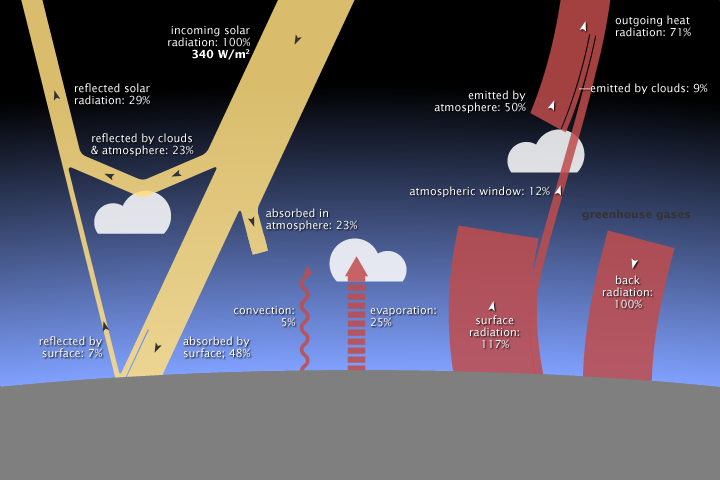 incoming solar
radiation: 100%
340 W/m²
outgoing heat
radiation: 71%
reflected solar
radiation: 29%
emitted by
atmosphere: 50%
emitted by clouds: 9%
reflected by clouds
& atmosphere: 23%
atmospheric window: 12%
absorbed in
atmosphere: 23%
greenhouse gases
back
radiation:
100%
convection:
5%
evaporation:
25%
surface
radiation:
117%
reflected by
surface: 7%
absorbed by
surface; 48%